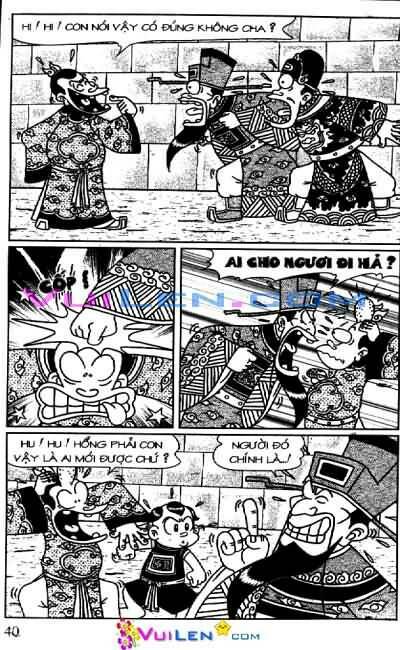 HI! HI! CON NÓI VẬY CÓ ĐÚNG KHÔNG CHA?
CỐP!
AI CHO NGƯƠI ĐI HẢ?
VUILEN.COM
HU! HU! HỔNG PHẢI CON
VẬY LÀ AI MỚI ĐƯỢC CHỨ?
NGƯỜI ĐÓ
CHÍNH LÀ...!
40
VUILEN.COM